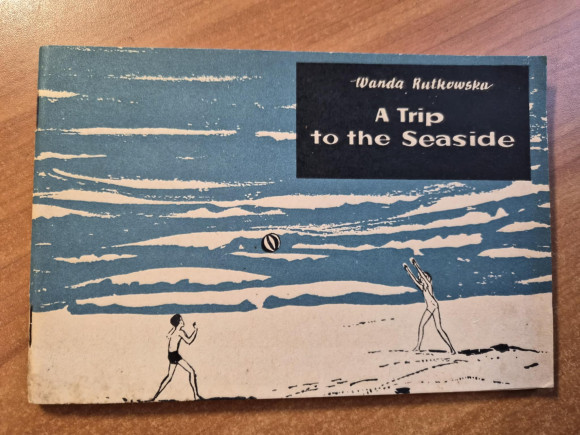 Wanda Rutkowska
A Trip
to the Seaside